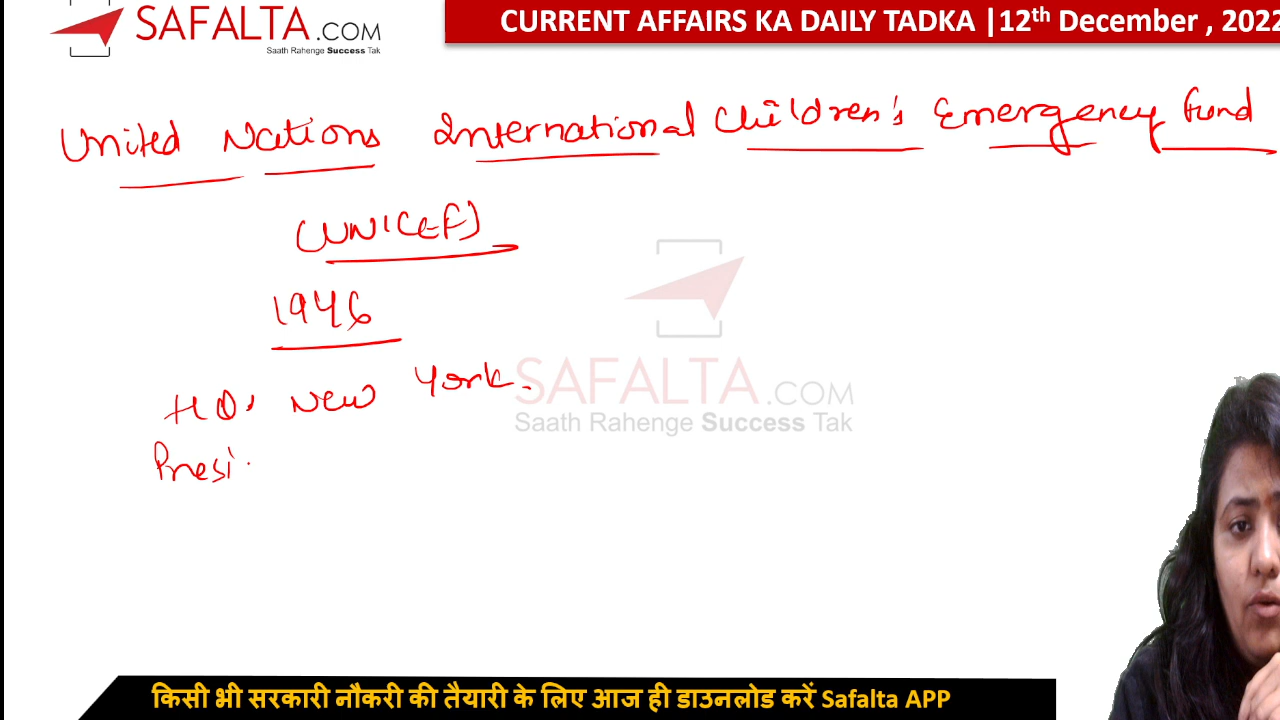 SAFALTA.COM
Saath Rahenge Success Tak
CURRENT AFFAIRS KA DAILY TADKA |12th December , 2022
United Nations International Children's Emergency Fund
(UNICEF)
1946
HQ, New York.
Presi.
SAFALTA.COM
Saath Rahenge Success Tak
किसी भी सरकारी नौकरी की तैयारी के लिए आज ही डाउनलोड करें Safalta APP